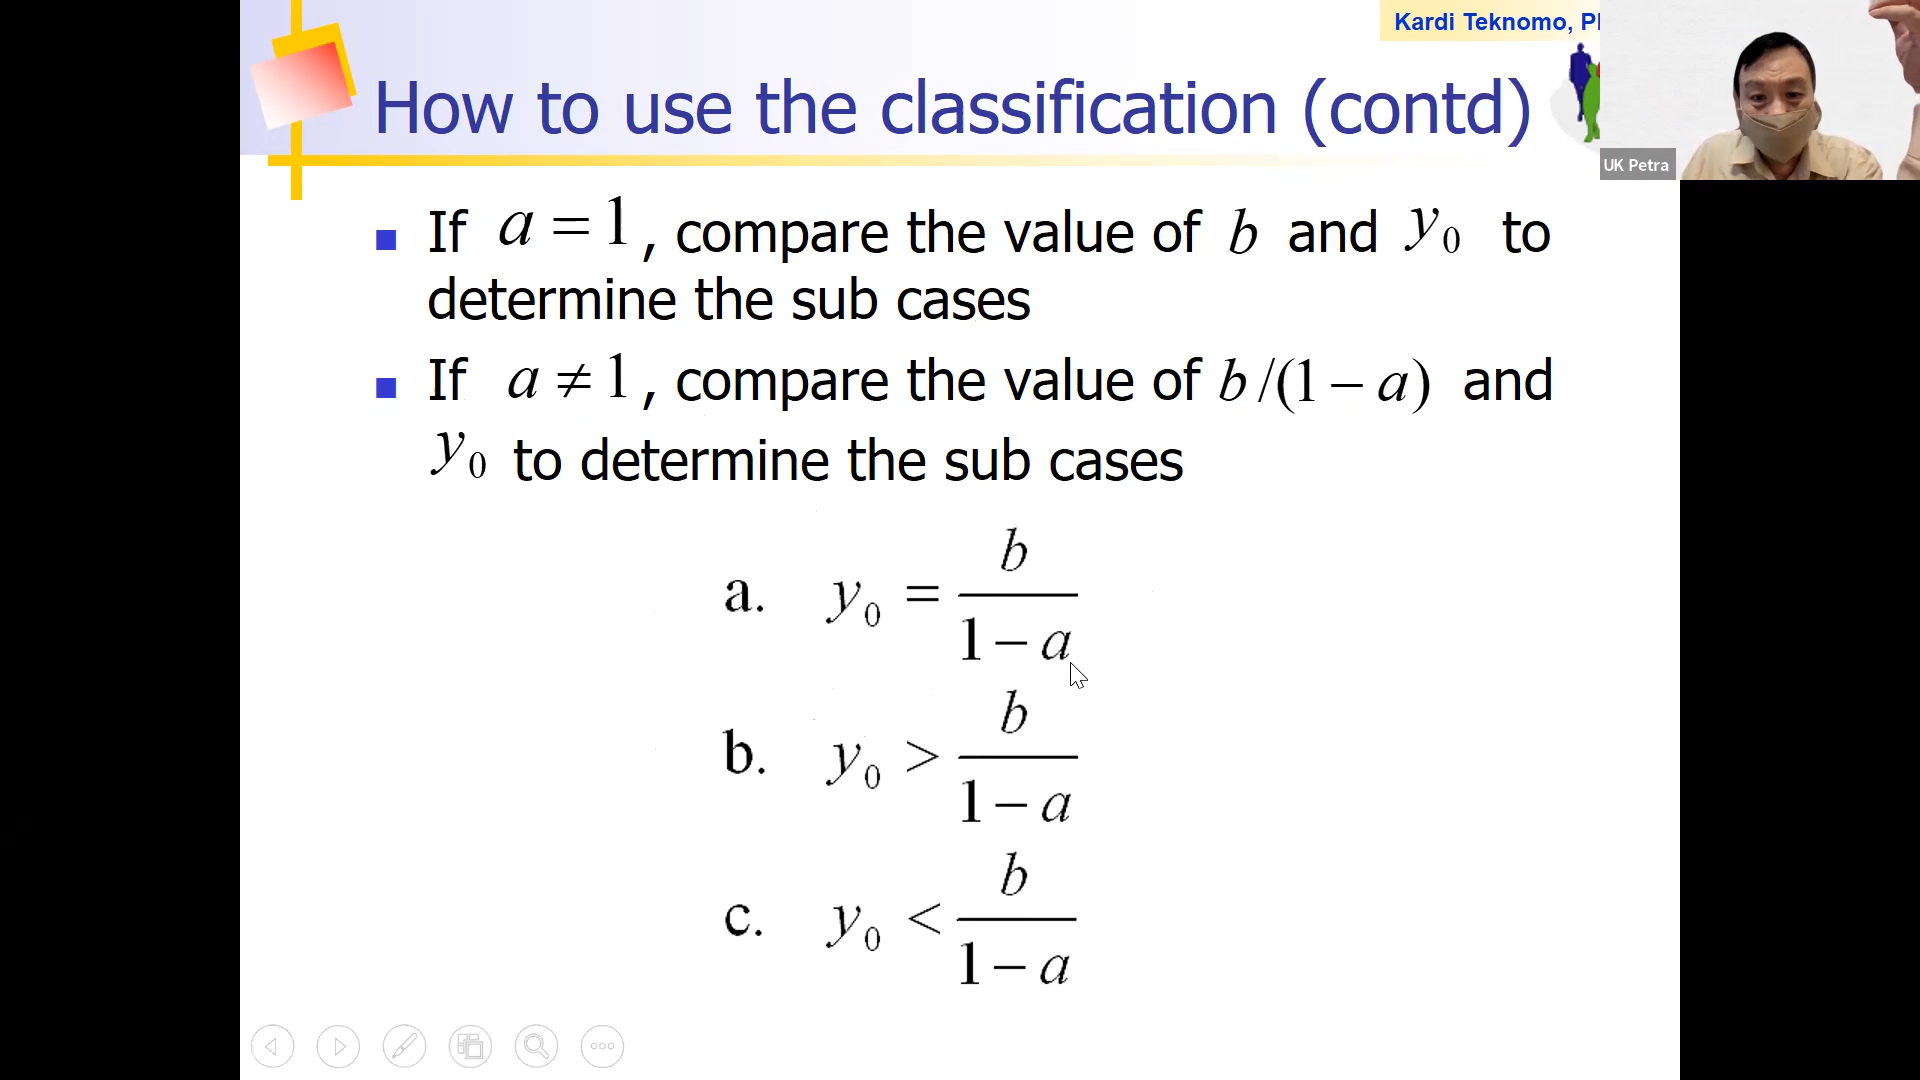 Kardi Teknomo, P
How to use the classification (contd)
UK Petra
If a = 1, compare the value of b and y₀ to
determine the sub cases
If a ≠ 1, compare the value of b/(1 − a) and
y₀ to determine the sub cases
a. y₀ = b / (1 − a)
b. y₀ > b / (1 − a)
c. y₀ < b / (1 − a)